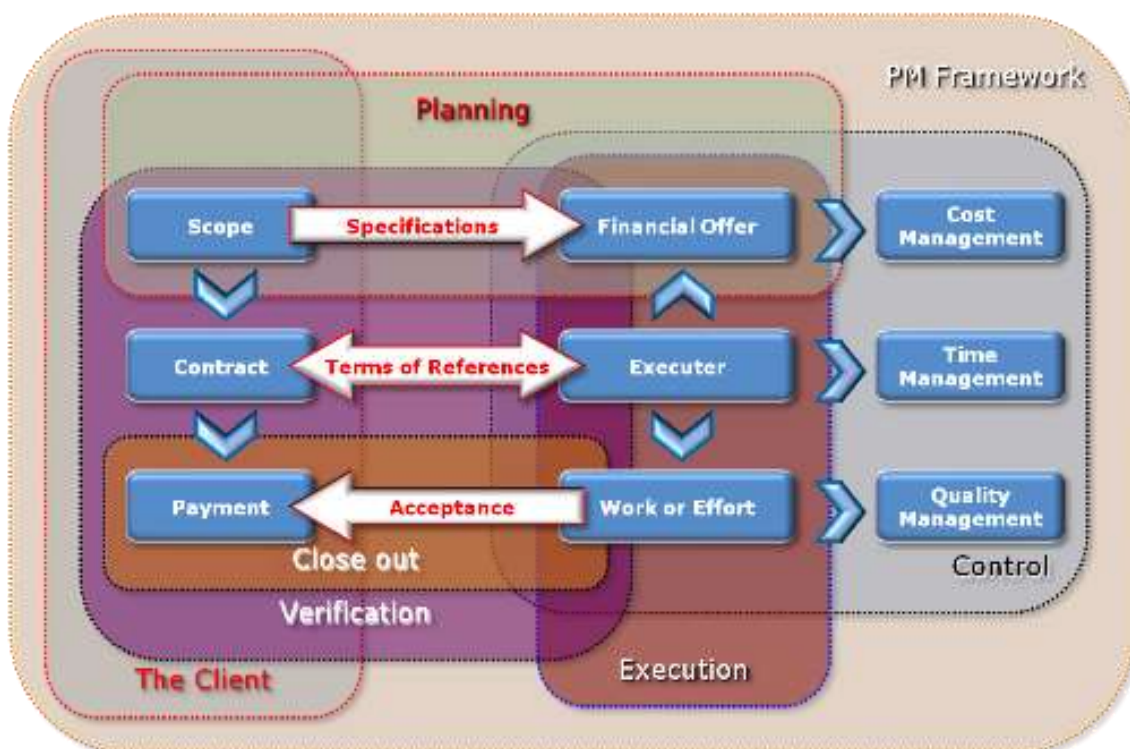 PM Framework
Planning
Scope
Specifications
Financial Offer
Cost
Management
Contract
Terms of References
Executer
Time
Management
Payment
Acceptance
Work or Effort
Quality
Management
Close out
Control
Verification
The Client
Execution